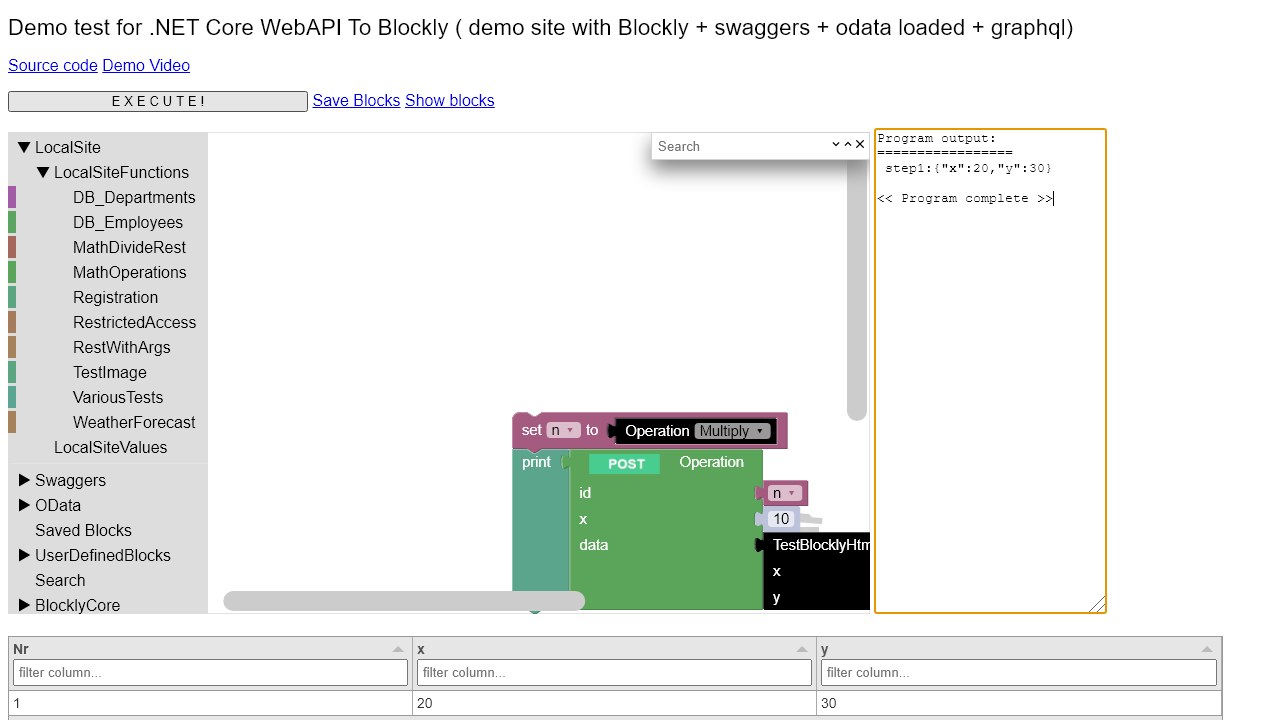 Demo test for .NET Core WebAPI To Blockly ( demo site with Blockly + swaggers + odata loaded + graphql)
Source code Demo Video
E X E C U T E ! Save Blocks Show blocks
LocalSite
LocalSiteFunctions
DB_Departments
DB_Employees
MathDivideRest
MathOperations
Registration
RestrictedAccess
RestWithArgs
TestImage
VariousTests
WeatherForecast
LocalSiteValues
Swaggers
OData
Saved Blocks
UserDefinedBlocks
Search
BlocklyCore
Search
set n to Operation Multiply
print POST Operation
id n
x 10
data TestBlocklyHtm
x
y
Program output:
=================
step1:{"x":20,"y":30}
<< Program complete >>
Nr x y
filter column... filter column... filter column...
1 20 30